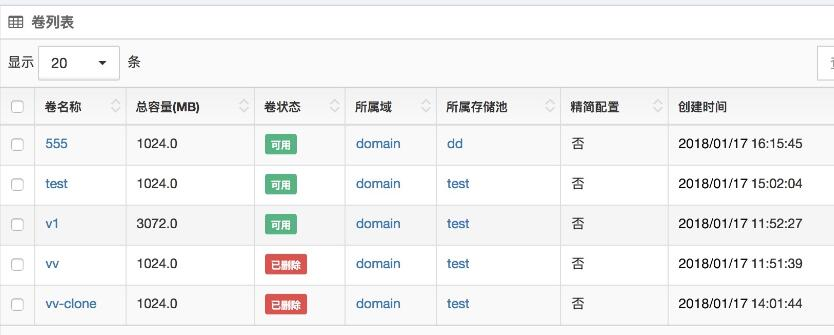 卷列表
显示 20 条
卷名称 总容量(MB) 卷状态 所属域 所属存储池 精简配置 创建时间
555 1024.0 可用 domain dd 否 2018/01/17 16:15:45
test 1024.0 可用 domain test 否 2018/01/17 15:02:04
v1 3072.0 可用 domain test 否 2018/01/17 11:52:27
vv 1024.0 已删除 domain test 否 2018/01/17 11:51:39
vv-clone 1024.0 已删除 domain test 否 2018/01/17 14:01:44